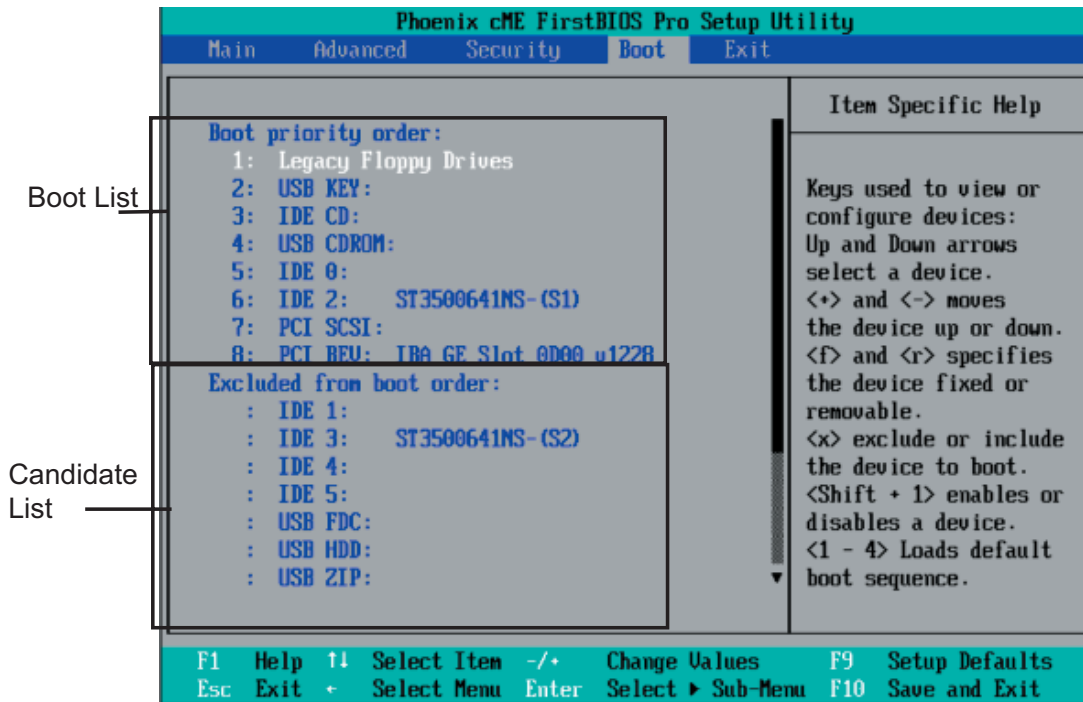 Phoenix cME FirstBIOS Pro Setup Utility
Main Advanced Security Boot Exit
Item Specific Help
Boot List
Boot priority order:
1: Legacy Floppy Drives
2: USB KEY:
3: IDE CD:
4: USB CDROM:
5: IDE 0:
6: IDE 2: ST3500641NS-(S1)
7: PCI SCSI:
8: PCI BEV: IBA GE Slot 0D00 v1228
Candidate List
Excluded from boot order:
: IDE 1:
: IDE 3: ST3500641NS-(S2)
: IDE 4:
: IDE 5:
: USB FDC:
: USB HDD:
: USB ZIP:
Keys used to view or
configure devices:
Up and Down arrows
select a device.
<+> and <-> moves
the device up or down.
<f> and <r> specifies
the device fixed or
removable.
<x> exclude or include
the device to boot.
<Shift + 1> enables or
disables a device.
<1 - 4> Loads default
boot sequence.
F1 Help ↑↓ Select Item -/+ Change Values F9 Setup Defaults
Esc Exit ← Select Menu Enter Select ▶ Sub-Menu F10 Save and Exit